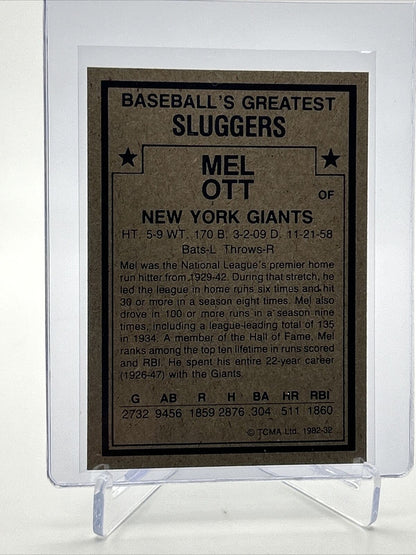 BASEBALL'S GREATEST
SLUGGERS
MEL
OTT
OF
NEW YORK GIANTS
HT. 5-9 WT. 170 B. 3-2-09 D. 11-21-58
Bats-L Throws-R
Mel was the National League's premier home
run hitter from 1929-42. During that stretch, he
led the league in home runs six times and hit
30 or more in a season eight times. Mel also
drove in 100 or more runs in a season nine
times, including a league-leading total of 135
in 1934. A member of the Hall of Fame, Mel
ranks among the top ten lifetime in runs scored
and RBI. He spent his entire 22-year career
(1926-47) with the Giants.
G AB R H BA HR RBI
2732 9456 1859 2876 .304 511 1860
© TCMA Ltd. 1982-32